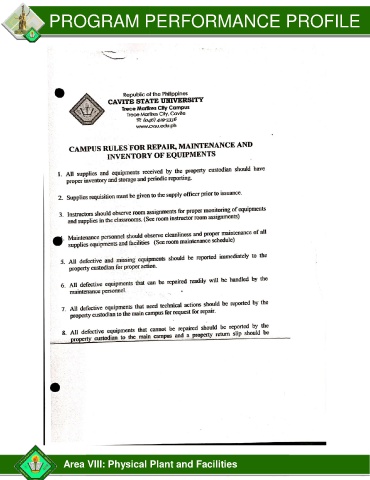 PROGRAM PERFORMANCE PROFILE
Republic of the Philippines
CAVITE STATE UNIVERSITY
Trece Martires City Campus
Trece Martires City, Cavite
www.cvsu.edu.ph
CAMPUS RULES FOR REPAIR, MAINTENANCE AND
INVENTORY OF EQUIPMENTS
1. All supplies and equipments received by the property custodian should have
proper inventory and storage and periodic reporting.
2. Supplies requisition must be given to the supply officer prior to issuance.
3. Instructors should observe room assignments for proper monitoring of equipments
and supplies in the classrooms. (See room instructor room assignments)
Maintenance personnel should observe cleanliness and proper maintenance of all
supplies equipments and facilities (See room maintenance schedule)
5. All defective and missing equipments should be reported immediately to the
property custodian for proper action.
6. All defective equipments that can be repaired readily will be handled by the
maintenance personnel.
7. All defective equipments that need technical actions should be reported by the
property custodian to the main campus for request for repair.
8. All defective equipments that cannot be repaired should be reported by the
property custodian to the main campus and a property return slip should be
Area VIII: Physical Plant and Facilities